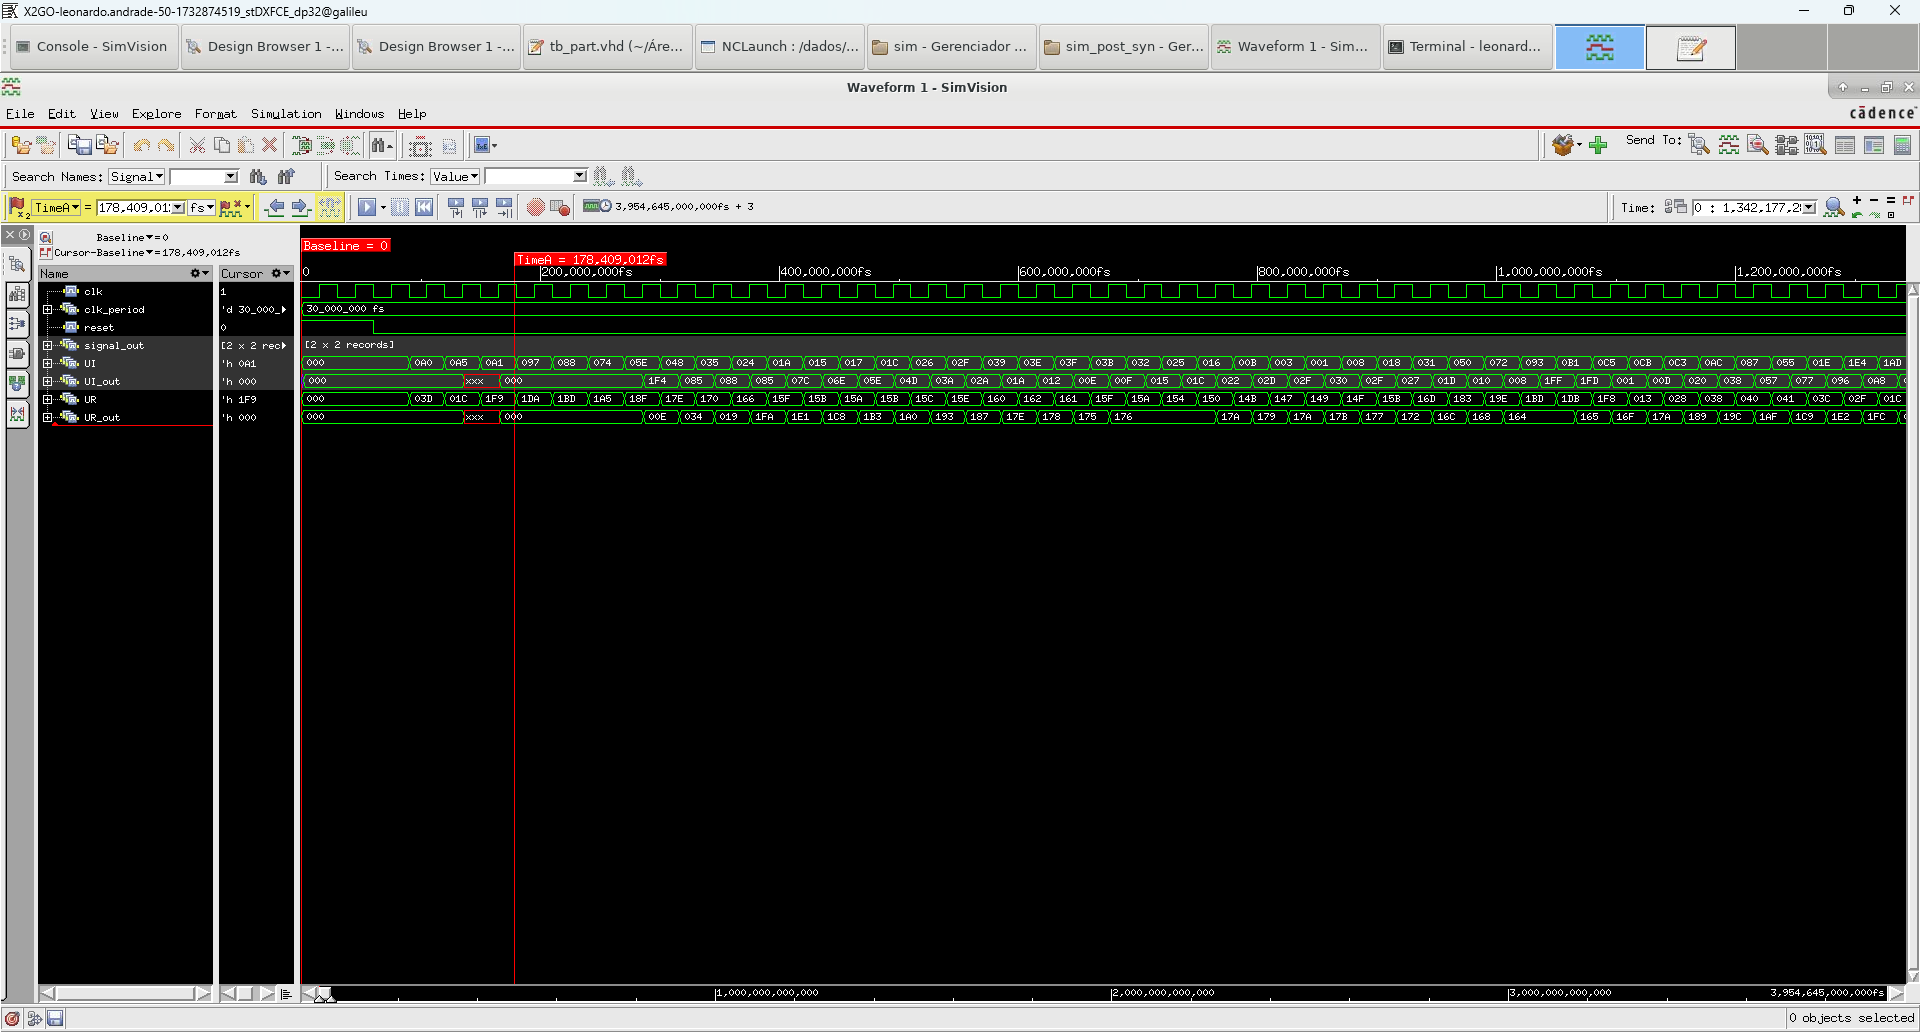 X2GO-leonardo.andrade-50-1732874519_stDXFCE_dp32@galileu
Console - SimVision
Design Browser 1 -...
Design Browser 1 -...
tb_part.vhd (~/Áre...
NCLaunch : /dados/...
sim - Gerenciador ...
sim_post_syn - Ger...
Waveform 1 - Sim...
Terminal - leonard...
Waveform 1 - SimVision
File Edit View Explore Format Simulation Windows Help
cādence
Send To:
Search Names: Signal
Search Times: Value
TimeA = 178,409,01 fs
3,954,645,000,000fs + 3
Time: 0 : 1,342,177,2
Baseline=0
Cursor-Baseline=178,409,012fs
Baseline = 0
TimeA = 178,409,012fs
Name Cursor
0 200,000,000fs 400,000,000fs 600,000,000fs 800,000,000fs 1,000,000,000fs 1,200,000,000fs
clk 1
clk_period 'd 30_000_ 30_000_000 fs
reset 0
signal_out [2 x 2 rec [2 x 2 records]
UI 'h 0A1 000 0A0 0A5 0A1 097 088 074 05E 048 035 024 01A 015 017 01C 026 02F 039 03E 03F 03B 032 025 016 00B 003 001 008 018 031 050 072 093 0B1 0C5 0CB 0C3 0AC 087 055 01E 1E4 1AD
UI_out 'h 000 000 xxx 000 1F4 085 088 085 07C 06E 05E 04D 03A 02A 01A 012 00E 00F 015 01C 022 02D 02F 030 02F 027 01D 010 008 1FF 1FD 001 00D 020 038 057 077 096 0A8
UR 'h 1F9 000 03D 01C 1F9 1DA 1BD 1A5 18F 17E 170 166 15F 15B 15A 15B 15C 15E 160 162 161 15F 15A 154 150 14B 147 149 14F 15B 16D 183 19E 1BD 1DB 1F8 013 028 038 040 041 03C 02F 01C
UR_out 'h 000 000 xxx 000 00E 034 019 1FA 1E1 1C8 1B3 1A0 193 187 17E 178 175 176 17A 179 17A 17B 177 172 16C 168 164 165 16F 17A 189 19C 1AF 1C9 1E2 1FC
1,000,000,000,000 2,000,000,000,000 3,000,000,000,000 3,954,645,000,000fs
0 objects selected